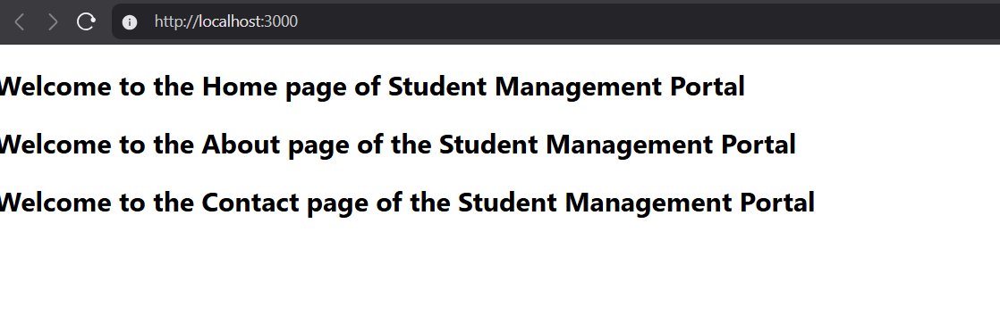 http://localhost:3000
Welcome to the Home page of Student Management Portal
Welcome to the About page of the Student Management Portal
Welcome to the Contact page of the Student Management Portal